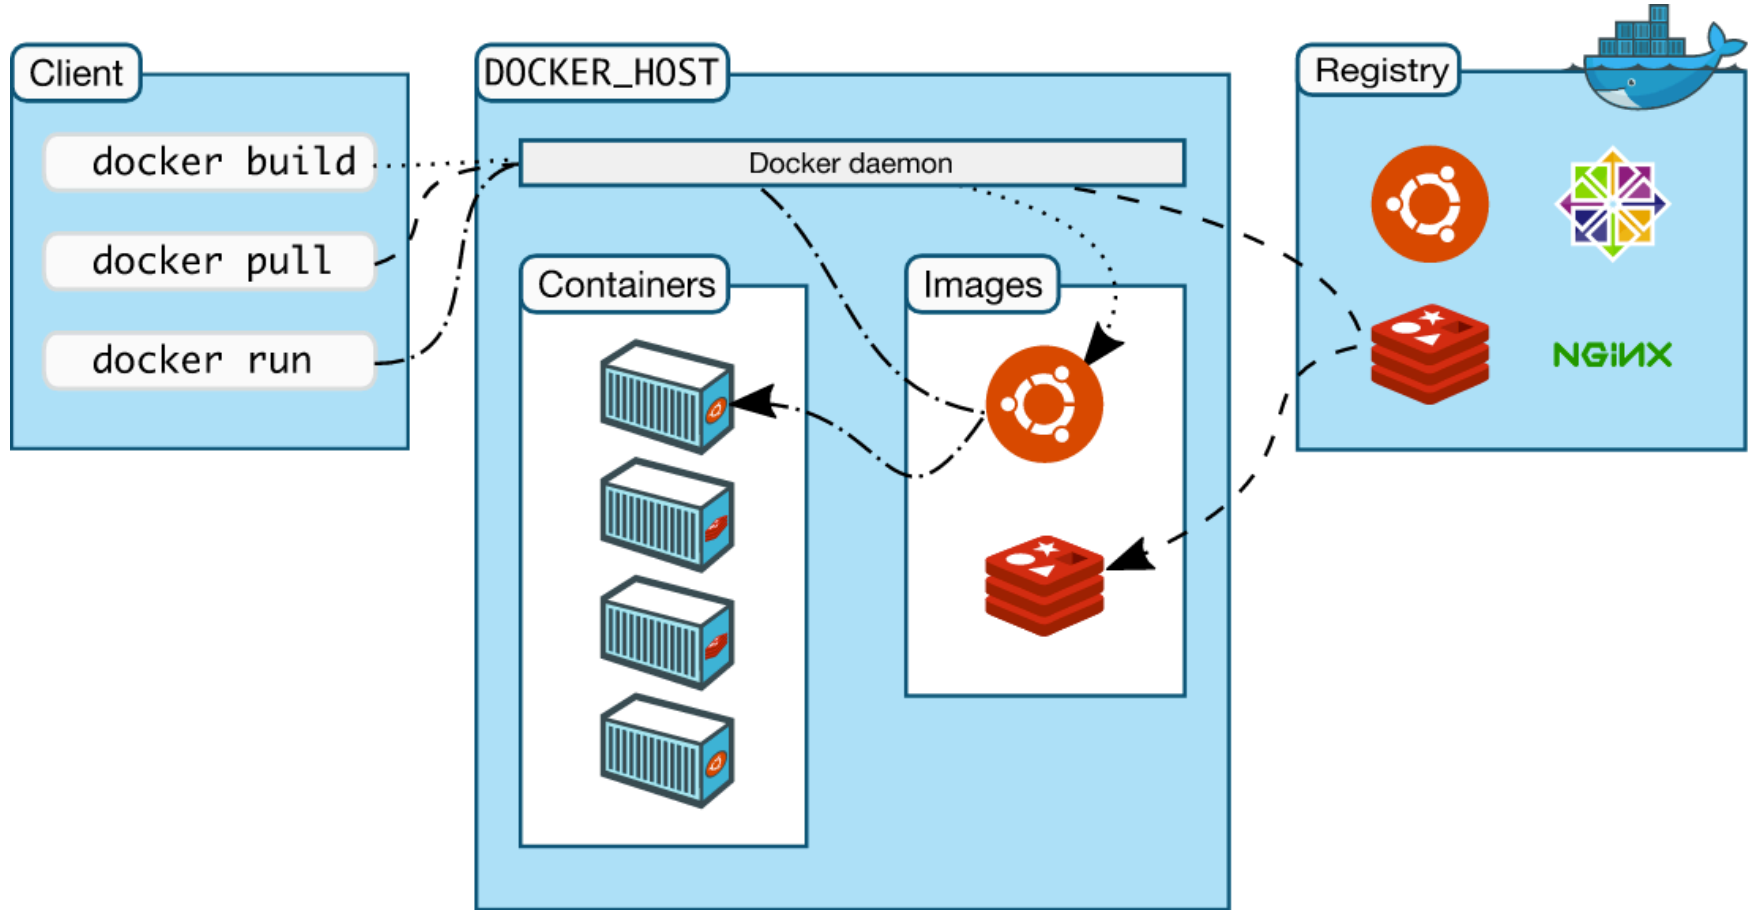 Client
docker build
docker pull
docker run
DOCKER_HOST
Docker daemon
Containers
Images
Registry
NGiNX